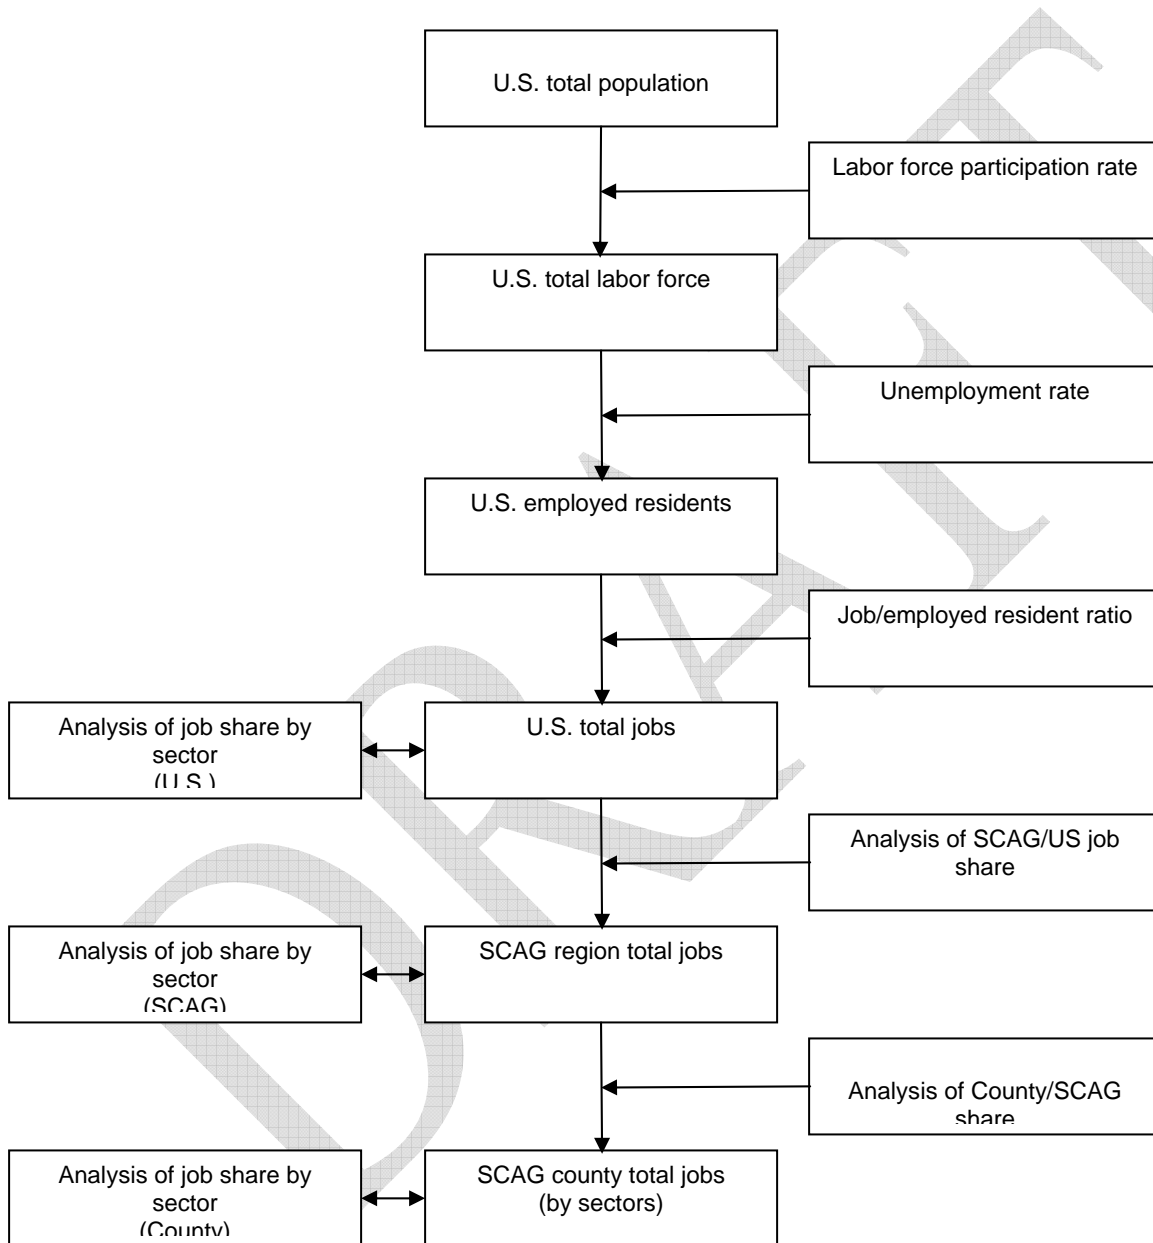 U.S. total population
Labor force participation rate
U.S. total labor force
Unemployment rate
U.S. employed residents
Job/employed resident ratio
Analysis of job share by
sector
(U.S.)
U.S. total jobs
Analysis of SCAG/US job
share
Analysis of job share by
sector
(SCAG)
SCAG region total jobs
Analysis of County/SCAG
share
Analysis of job share by
sector
(County)
SCAG county total jobs
(by sectors)
DRAFT